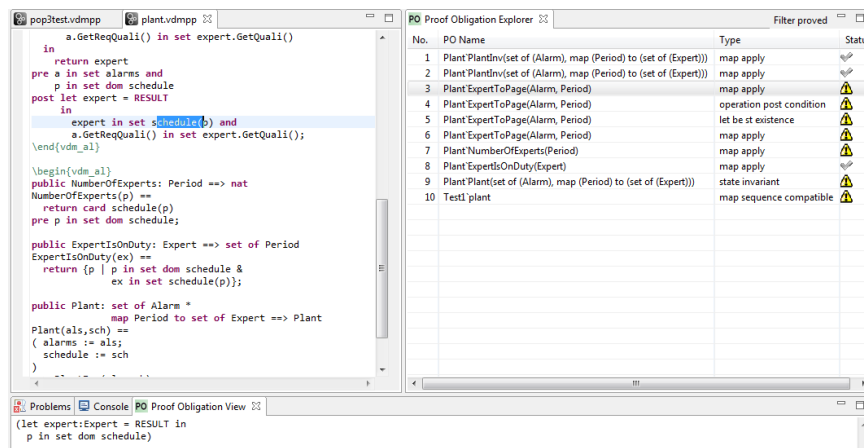 pop3test.vdmpp plant.vdmpp
a.GetReqQuali() in set expert.GetQuali()
in
return expert
pre a in set alarms and
p in set dom schedule
post let expert = RESULT
in
expert in set schedule(p) and
a.GetReqQuali() in set expert.GetQuali();
\end{vdm_al}
\begin{vdm_al}
public NumberOfExperts: Period ==> nat
NumberOfExperts(p) ==
return card schedule(p)
pre p in set dom schedule;
public ExpertIsOnDuty: Expert ==> set of Period
ExpertIsOnDuty(ex) ==
return {p | p in set dom schedule &
ex in set schedule(p)};
public Plant: set of Alarm *
map Period to set of Expert ==> Plant
Plant(als,sch) ==
( alarms := als;
schedule := sch
)
PO Proof Obligation Explorer Filter proved
No. PO Name Type Statu
1 Plant`PlantInv(set of (Alarm), map (Period) to (set of (Expert))) map apply
2 Plant`PlantInv(set of (Alarm), map (Period) to (set of (Expert))) map apply
3 Plant`ExpertToPage(Alarm, Period) map apply
4 Plant`ExpertToPage(Alarm, Period) operation post condition
5 Plant`ExpertToPage(Alarm, Period) let be st existence
6 Plant`ExpertToPage(Alarm, Period) map apply
7 Plant`NumberOfExperts(Period) map apply
8 Plant`ExpertIsOnDuty(Expert) map apply
9 Plant`Plant(set of (Alarm), map (Period) to (set of (Expert))) state invariant
10 Test1`plant map sequence compatible
Problems Console PO Proof Obligation View
(let expert:Expert = RESULT in
p in set dom schedule)